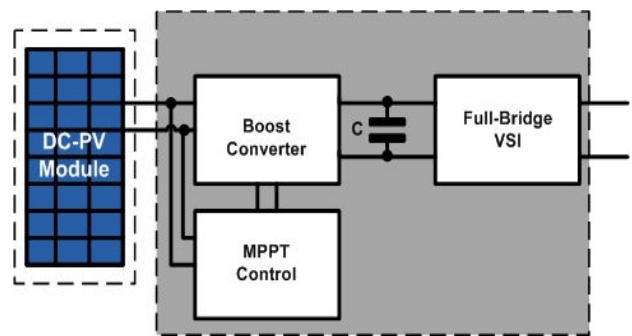 DC-PV
Module
Boost
Converter
C
Full-Bridge
VSI
MPPT
Control